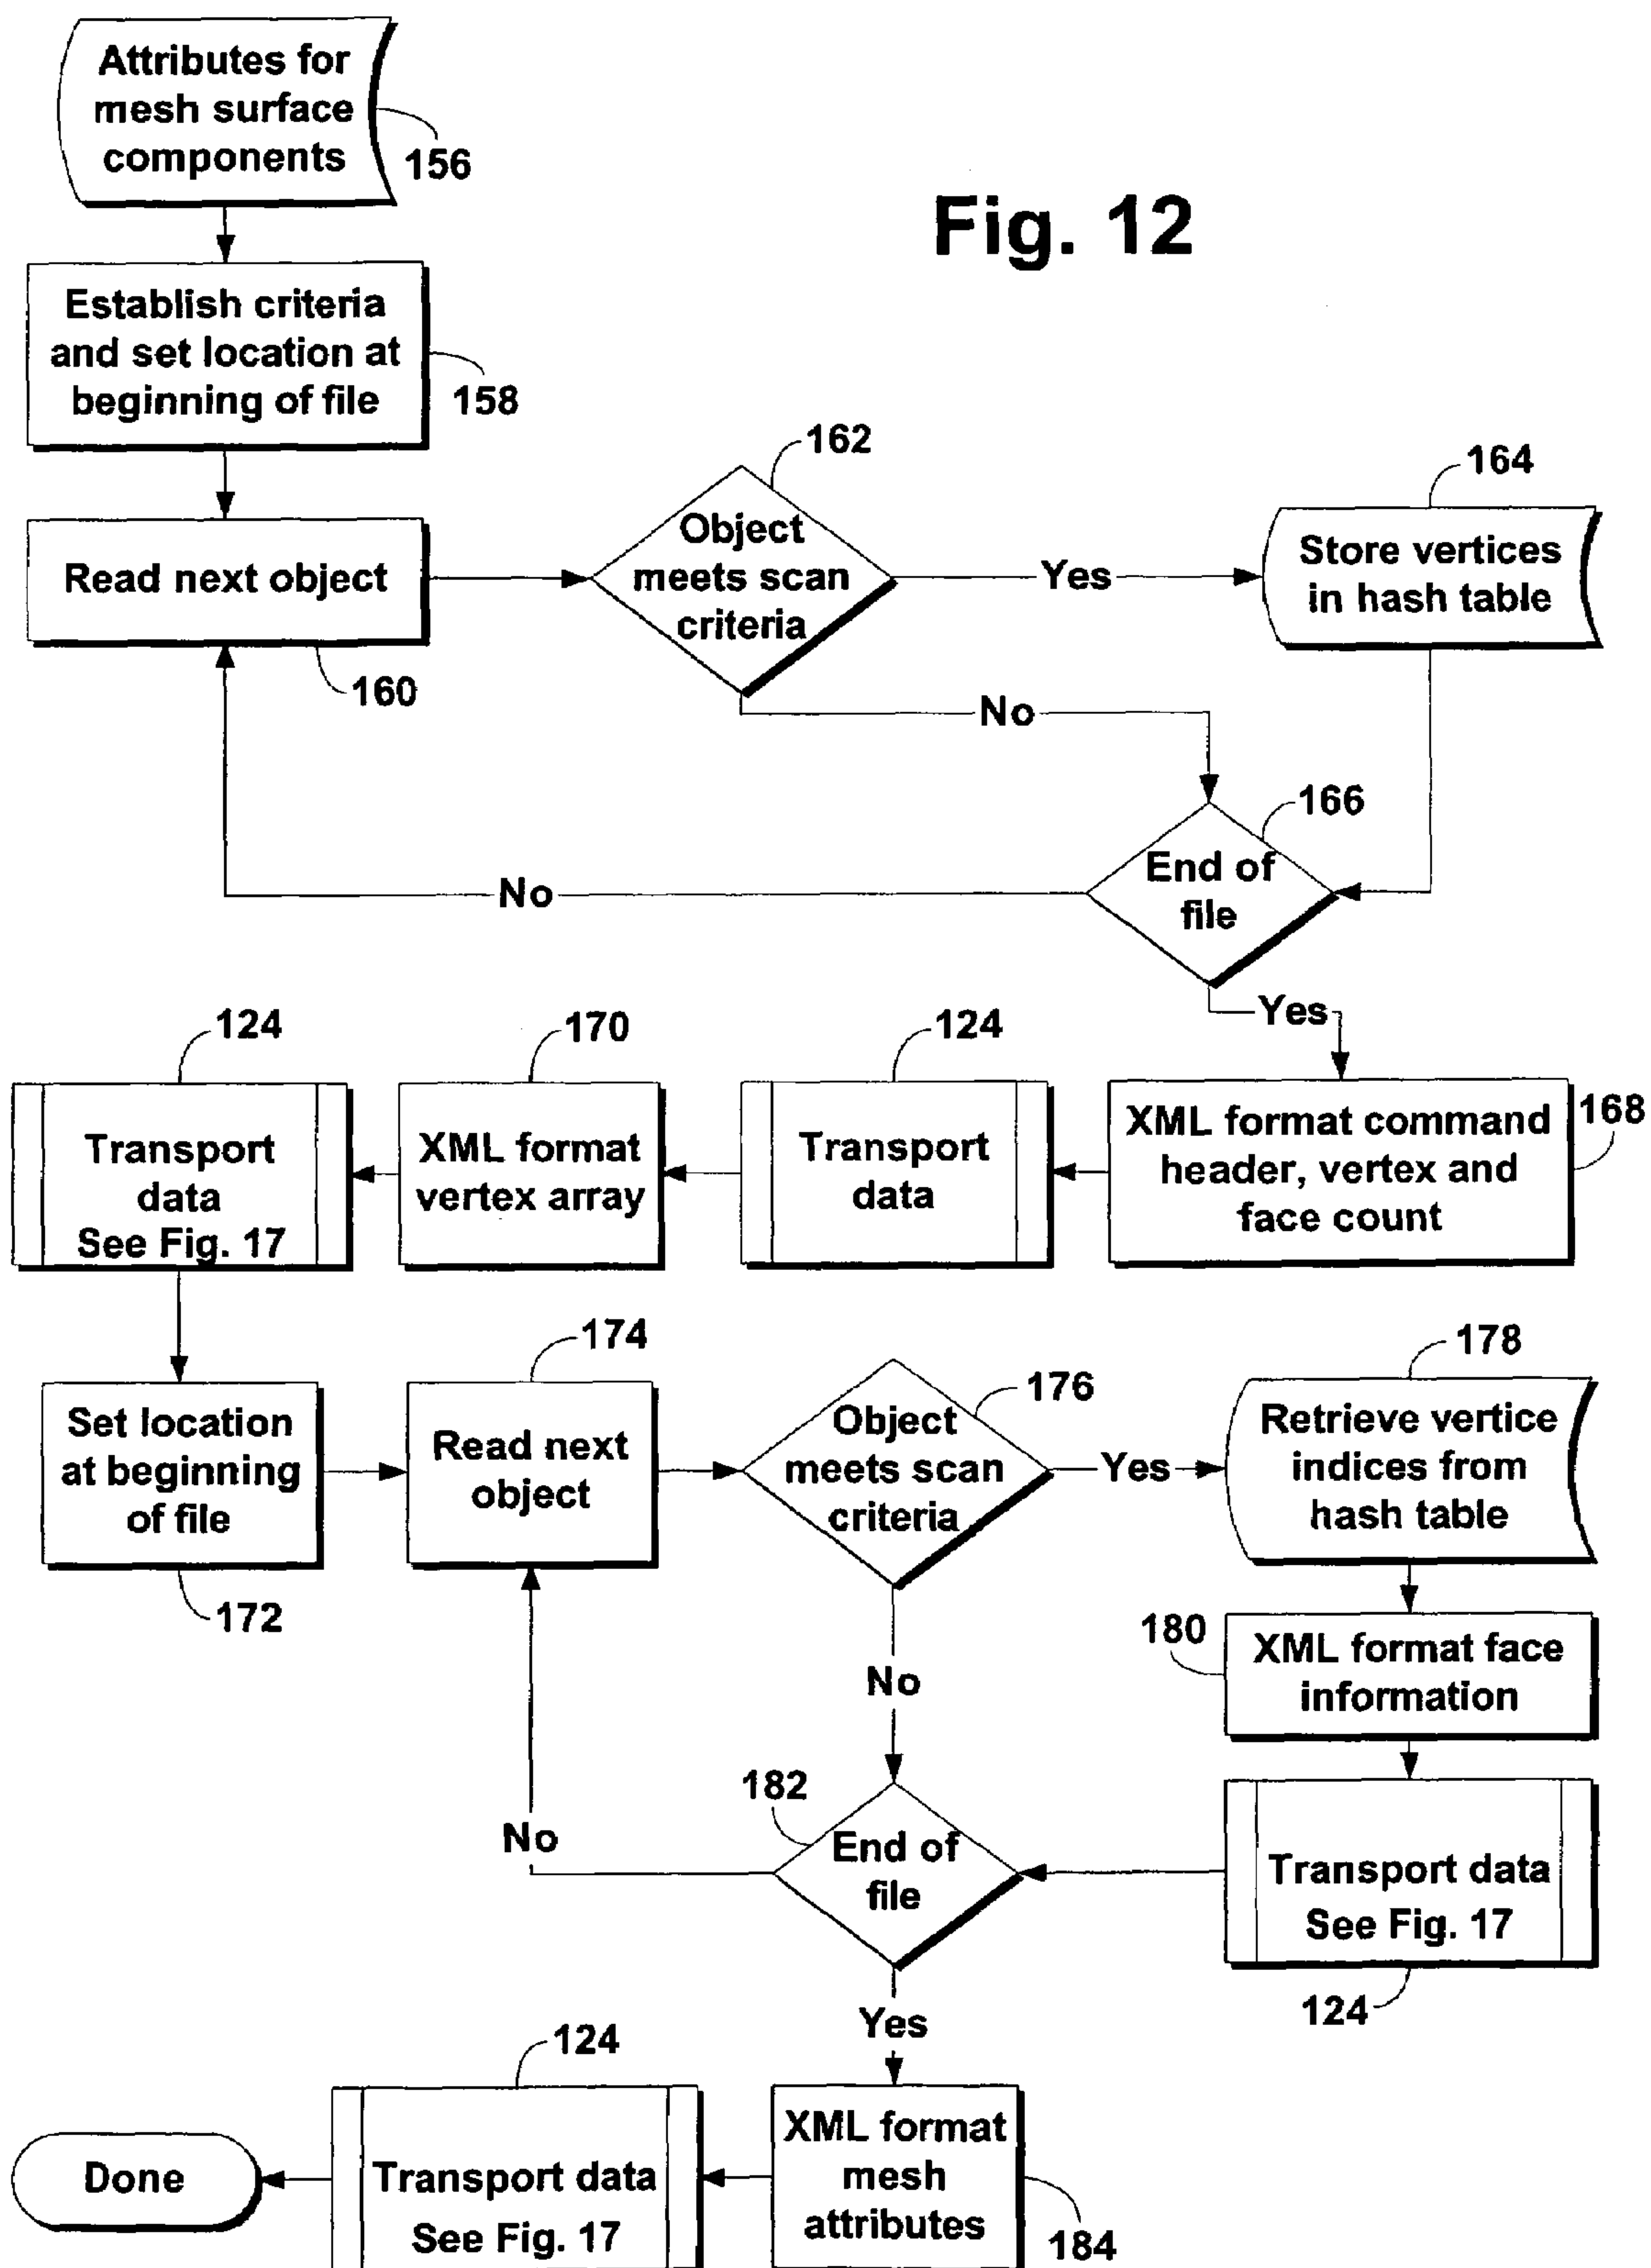 Attributes for
mesh surface
components
156
Fig. 12
Establish criteria
and set location at
beginning of file
158
162
164
Read next object
160
Object
meets scan
criteria
Yes
Store vertices
in hash table
No
166
End of
file
No
Yes
124
170
124
168
Transport
data
See Fig. 17
XML format
vertex array
Transport
data
XML format command
header, vertex and
face count
174
176
178
Set location
at beginning
of file
172
Read next
object
Object
meets scan
criteria
Yes
Retrieve vertice
indices from
hash table
180
XML format face
information
No
182
No
End of
file
Transport data
See Fig. 17
124
Yes
124
Done
Transport data
See Fig. 17
XML format
mesh
attributes
184